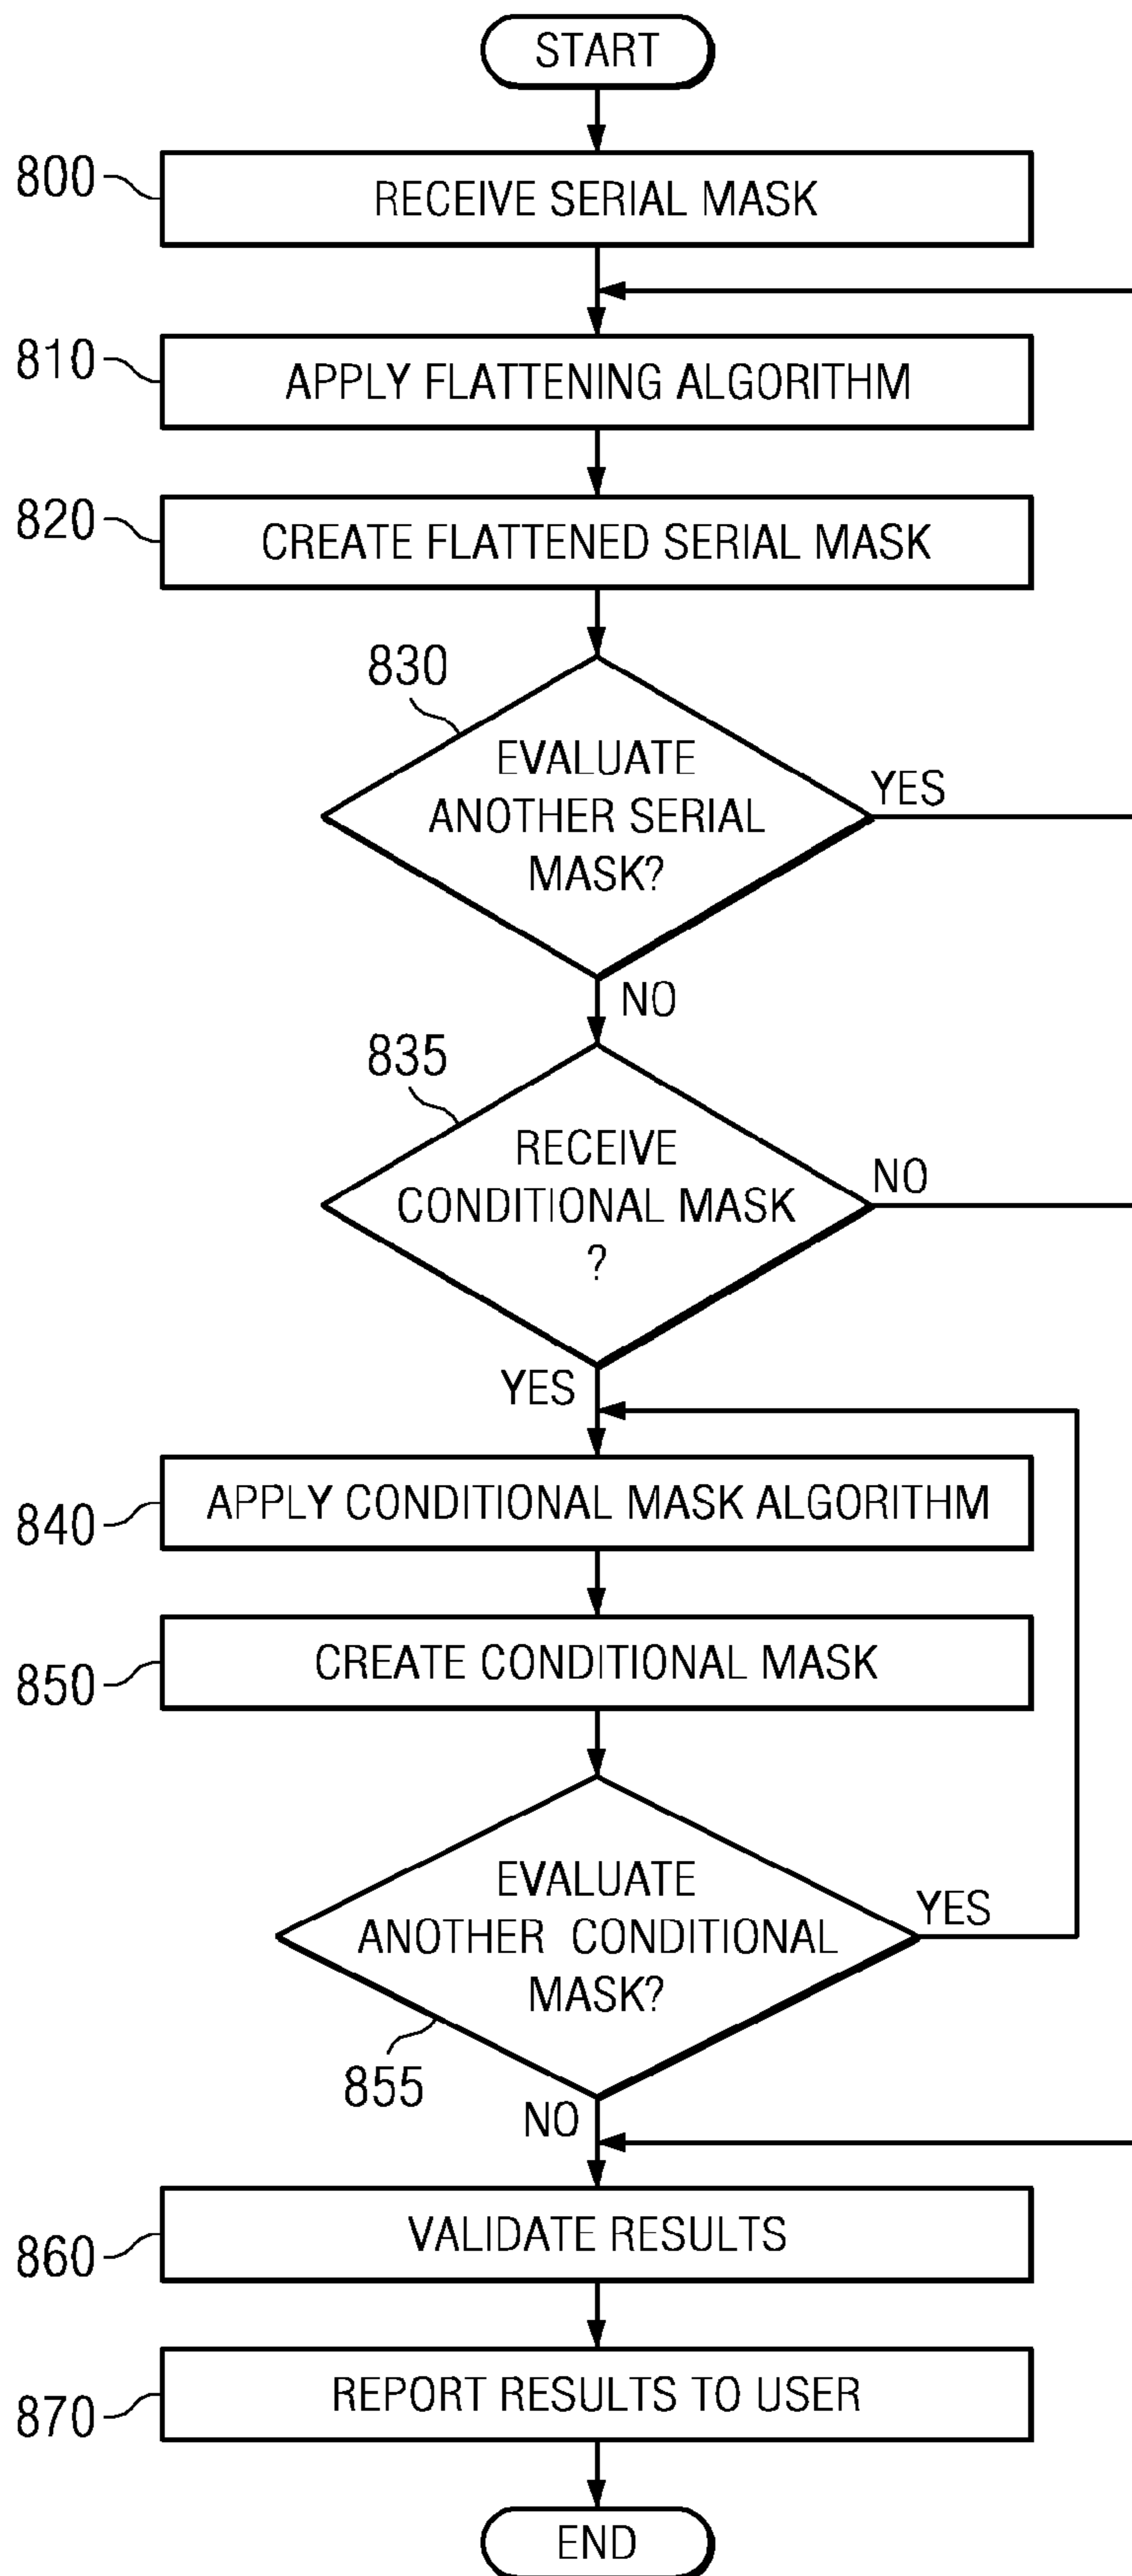 START
800
RECEIVE SERIAL MASK
810
APPLY FLATTENING ALGORITHM
820
CREATE FLATTENED SERIAL MASK
830
EVALUATE
ANOTHER SERIAL
MASK?
YES
NO
835
RECEIVE
CONDITIONAL MASK
?
NO
YES
840
APPLY CONDITIONAL MASK ALGORITHM
850
CREATE CONDITIONAL MASK
EVALUATE
ANOTHER CONDITIONAL
MASK?
YES
855
NO
860
VALIDATE RESULTS
870
REPORT RESULTS TO USER
END